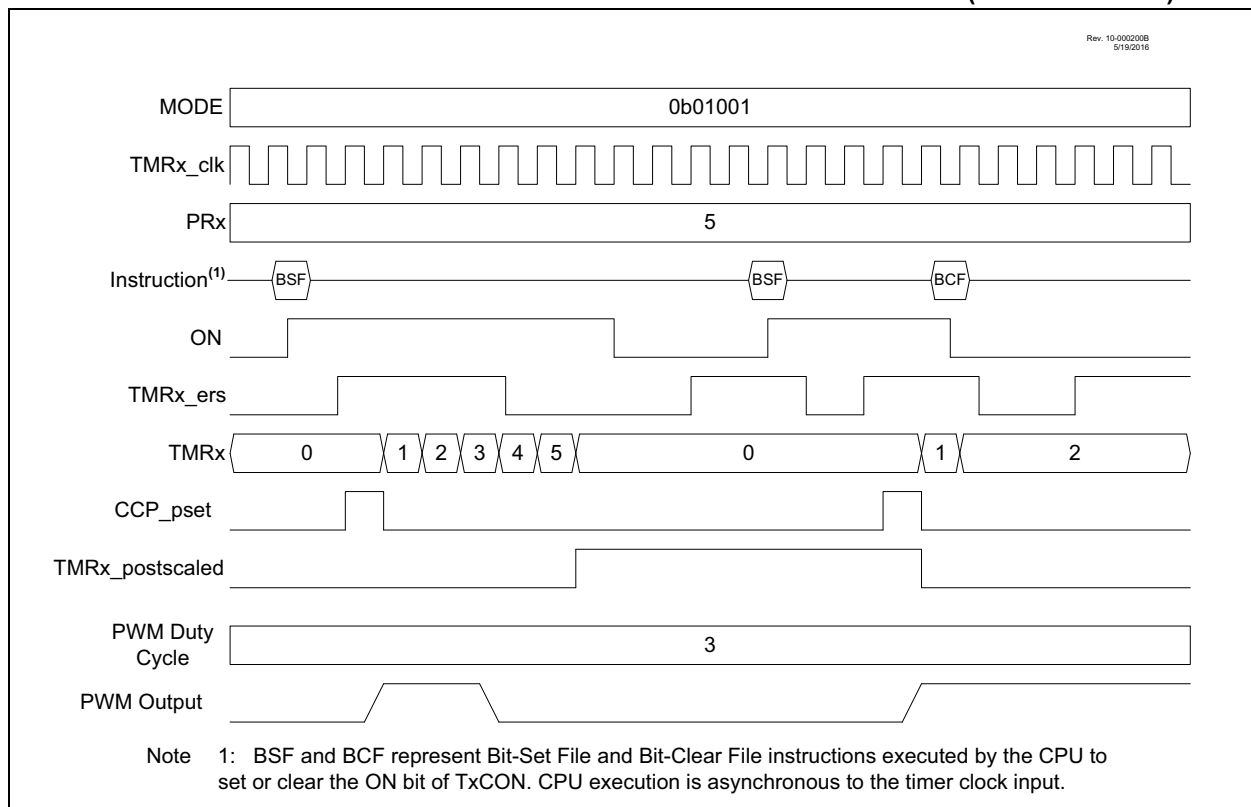 Rev. 10-000200B
5/19/2016
MODE 0b01001
TMRx_clk
PRx 5
Instruction(1) BSF BSF BCF
ON
TMRx_ers
TMRx 0 1 2 3 4 5 0 1 2
CCP_pset
TMRx_postscaled
PWM Duty
Cycle 3
PWM Output
Note 1: BSF and BCF represent Bit-Set File and Bit-Clear File instructions executed by the CPU to
set or clear the ON bit of TxCON. CPU execution is asynchronous to the timer clock input.